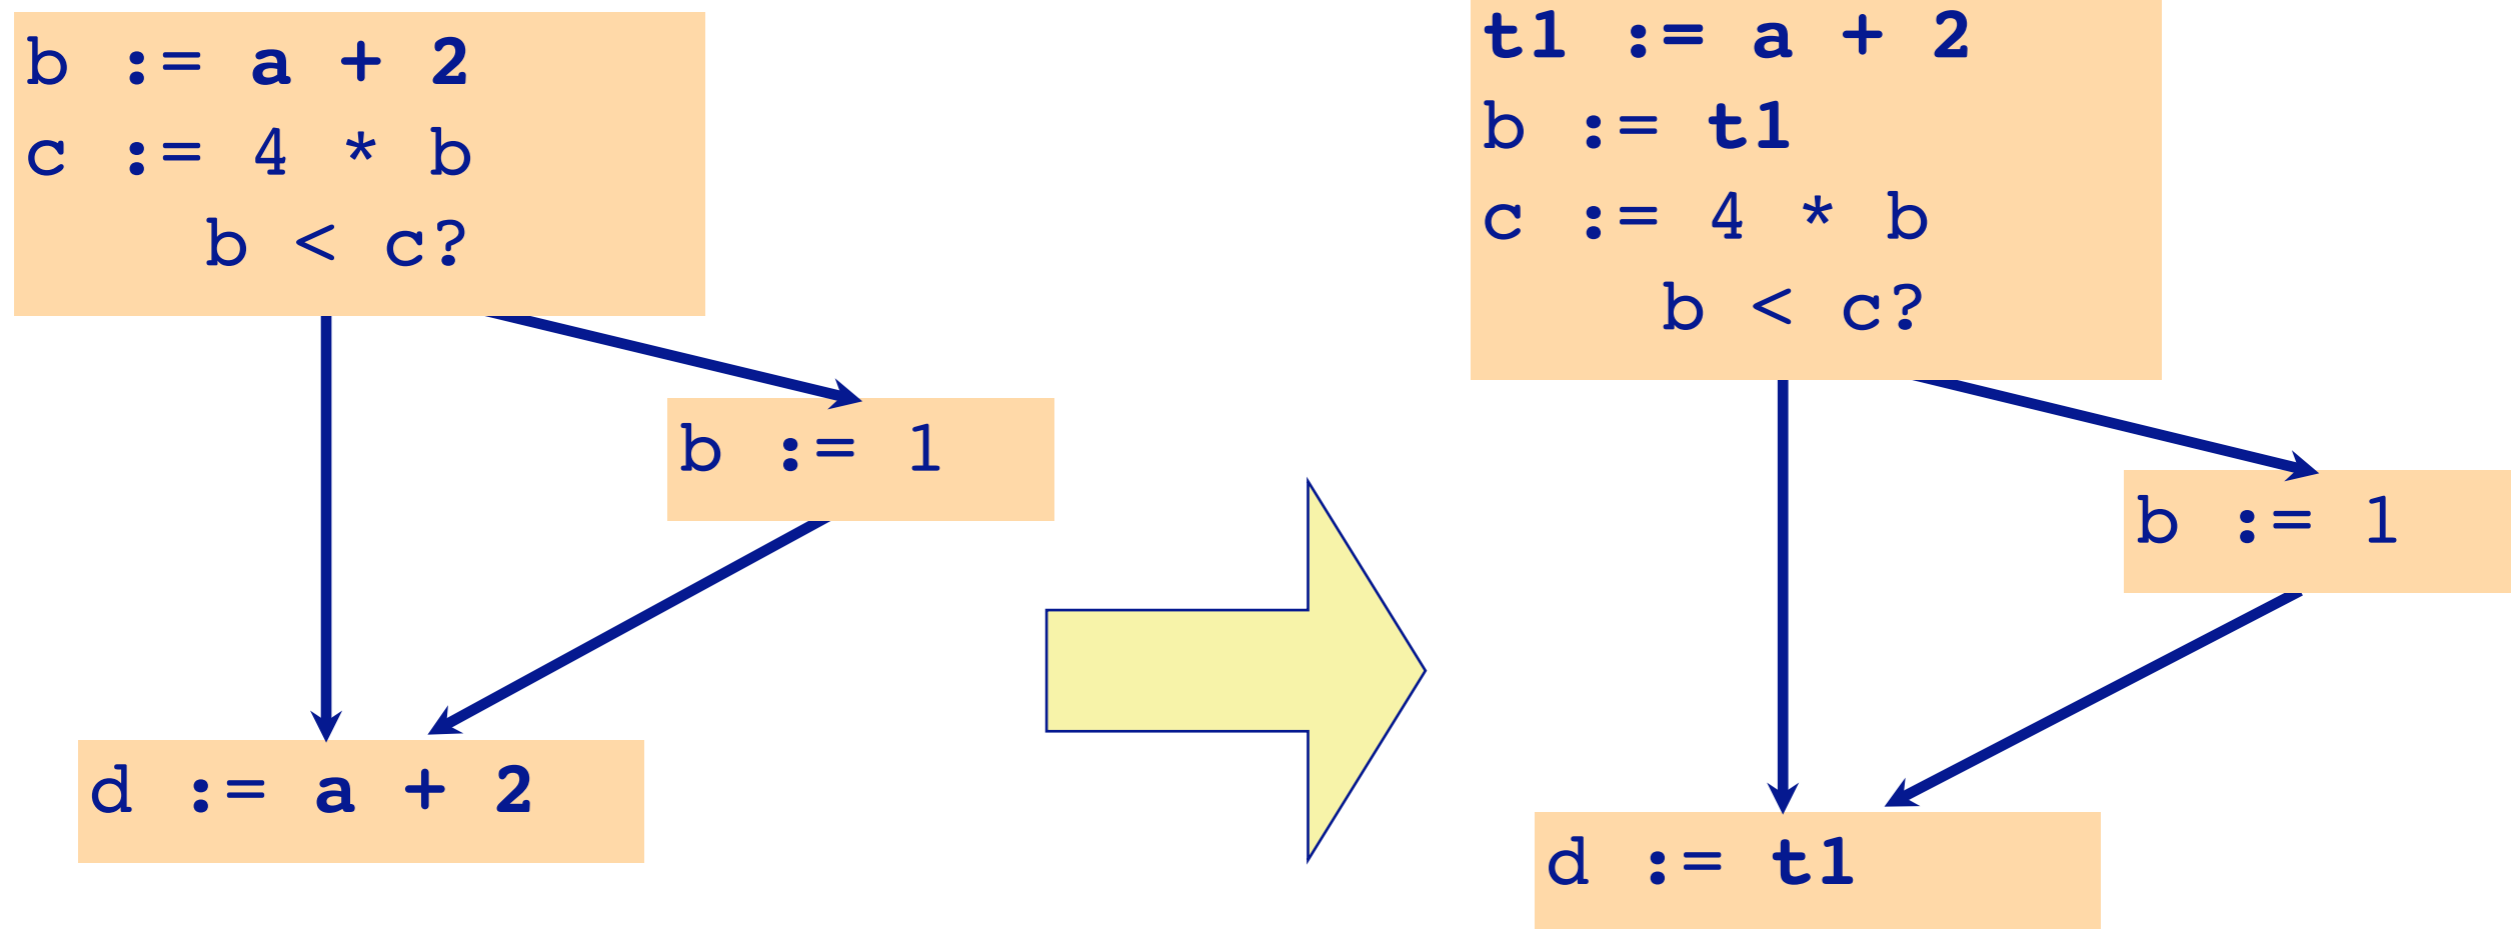 b := a + 2
c := 4 * b
b < c?
b := 1
d := a + 2
t1 := a + 2
b := t1
c := 4 * b
b < c?
b := 1
d := t1